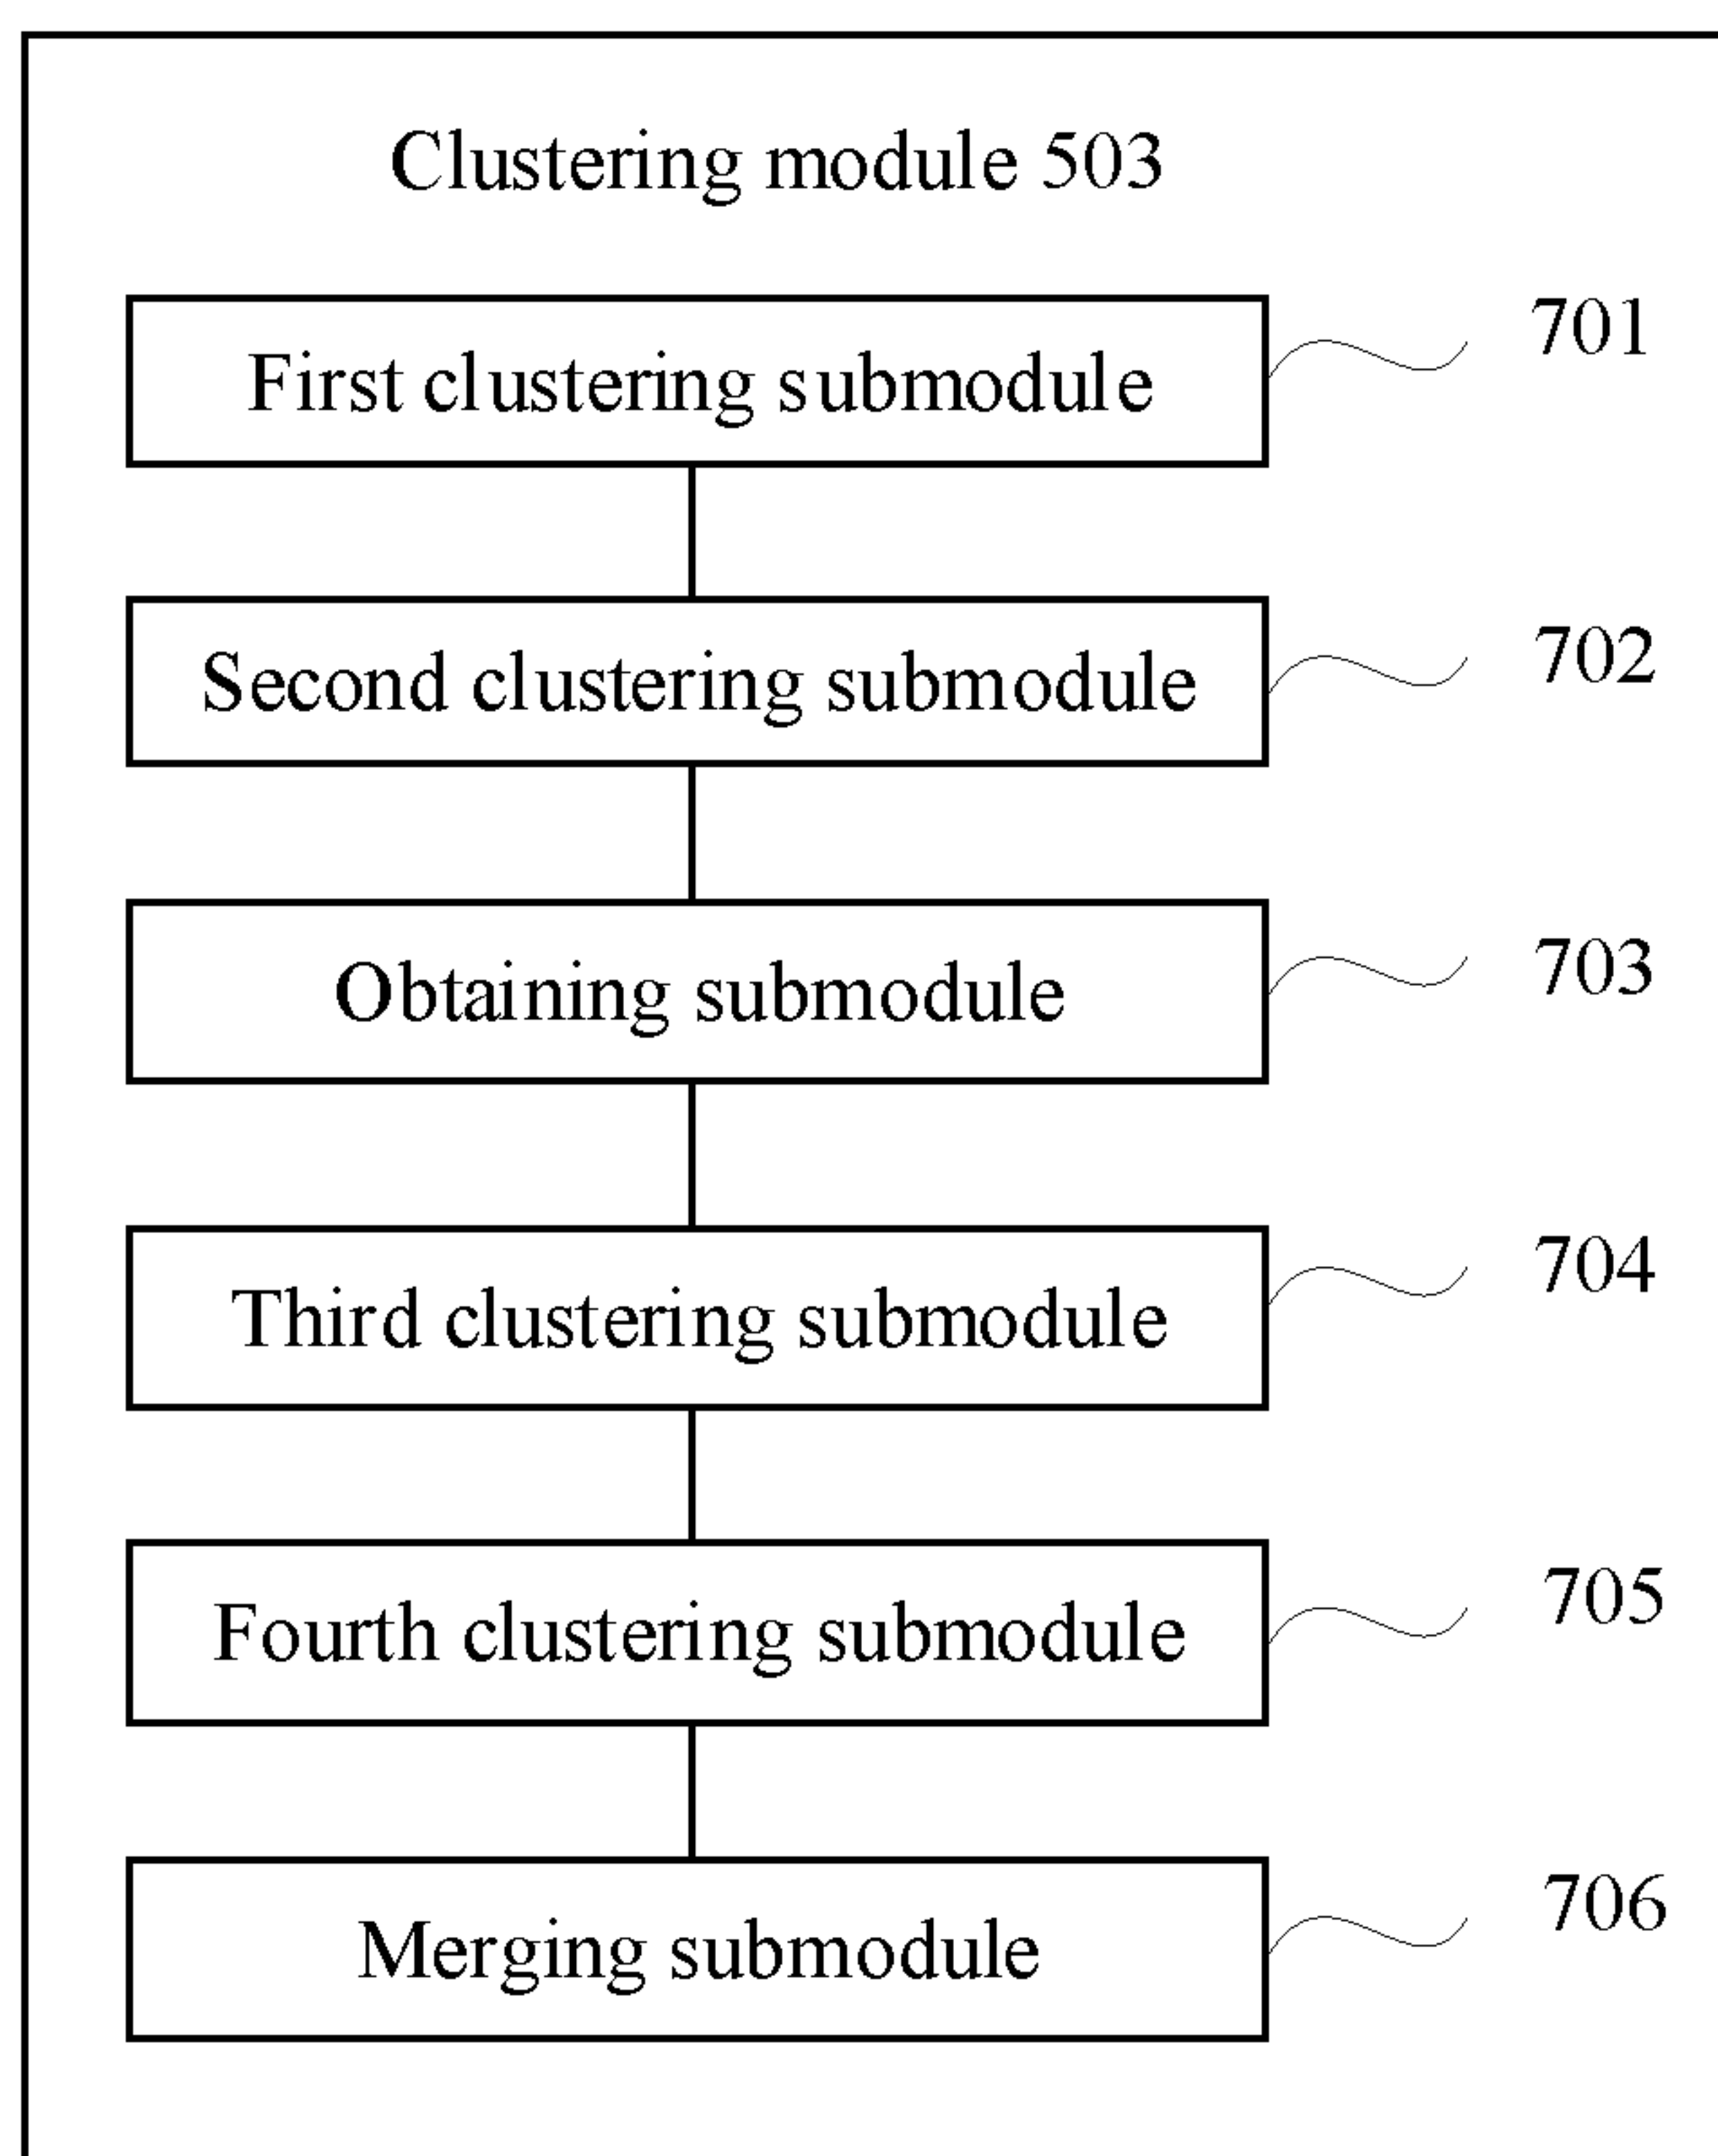 Clustering module 503
First clustering submodule
701
Second clustering submodule
702
Obtaining submodule
703
Third clustering submodule
704
Fourth clustering submodule
705
Merging submodule
706